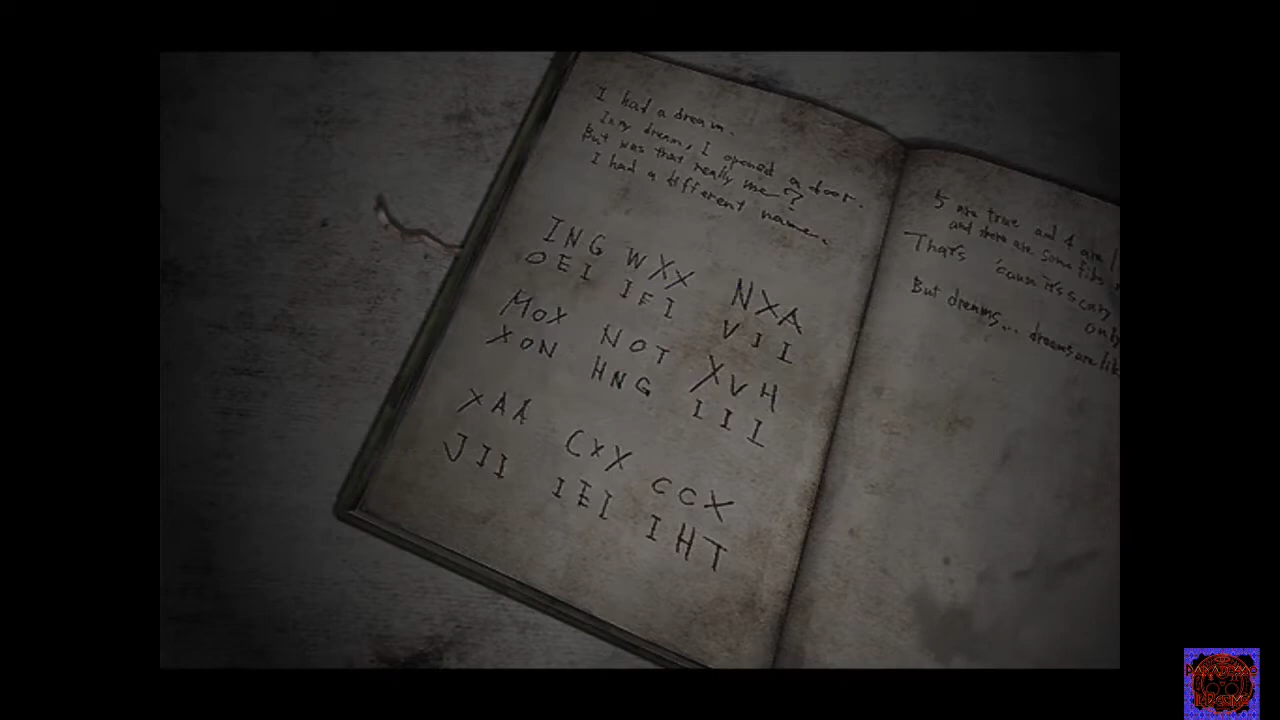 I had a dream.
In my dream, I opened a door.
But was that really me?
I had a different name.
ING WXX NXA
OEI IFI VII
MOX NOT XVH
XON HNG III
XAA CXX CCX
JII IEI IHT
5 are true and 4 are
and there are some fibs
That's 'cause it's scary
only
But dreams... dreams are lik